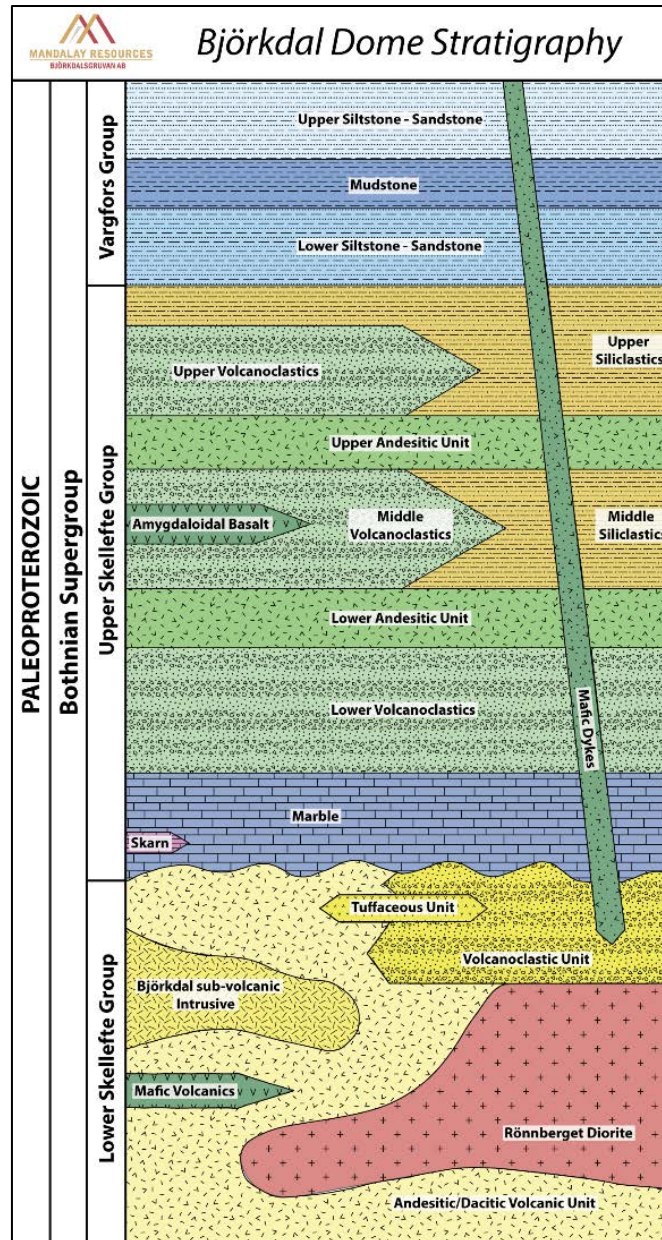 MANDALAY RESOURCES
BJÖRKDALSGRUVAN AB
Björkdal Dome Stratigraphy
PALEOPROTEROZOIC
Bothnian Supergroup
Vargfors Group
Upper Siltstone - Sandstone
Mudstone
Lower Siltstone - Sandstone
Upper Skellefte Group
Upper Volcanoclastics
Upper
Siliclastics
Upper Andesitic Unit
Amygdaloidal Basalt
Middle
Volcanoclastics
Middle
Siliclastics
Lower Andesitic Unit
Lower Volcanoclastics
Mafic Dykes
Marble
Skarn
Lower Skellefte Group
Tuffaceous Unit
Volcanoclastic Unit
Björkdal sub-volcanic
Intrusive
Mafic Volcanics
Rönnberget Diorite
Andesitic/Dacitic Volcanic Unit